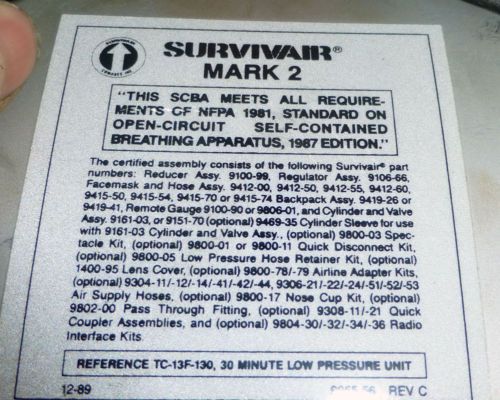 SURVIVAIR®
MARK 2
"THIS SCBA MEETS ALL REQUIRE-
MENTS OF NFPA 1981, STANDARD ON
OPEN-CIRCUIT SELF-CONTAINED
BREATHING APPARATUS, 1987 EDITION."
The certified assembly consists of the following Survivair® part
numbers: Reducer Assy. 9100-99, Regulator Assy. 9106-66,
Facemask and Hose Assy. 9412-00, 9412-50, 9412-55, 9412-60,
9415-50, 9415-54, 9415-70 or 9415-74 Backpack Assy. 9419-26 or
9419-41, Remote Gauge 9100-90 or 9806-01, and Cylinder and Valve
Assy. 9161-03, or 9151-70 (optional) 9469-35 Cylinder Sleeve for use
with 9161-03 Cylinder and Valve Assy., (optional) 9800-03 Spec-
tacle Kit, (optional) 9800-01 or 9800-11 Quick Disconnect Kit,
(optional) 9800-05 Low Pressure Hose Retainer Kit, (optional)
1400-95 Lens Cover, (optional) 9800-78/-79 Airline Adapter Kits,
(optional) 9304-11/-12/-14/-41/-42/-44, 9306-21/-22/-24/-51/-52/-53
Air Supply Hoses, (optional) 9800-17 Nose Cup Kit, (optional)
9802-00 Pass Through Fitting, (optional) 9308-11/-21 Quick
Coupler Assemblies, and (optional) 9804-30/-32/-34/-36 Radio
Interface Kits.
REFERENCE TC-13F-130, 30 MINUTE LOW PRESSURE UNIT
12-89 REV C